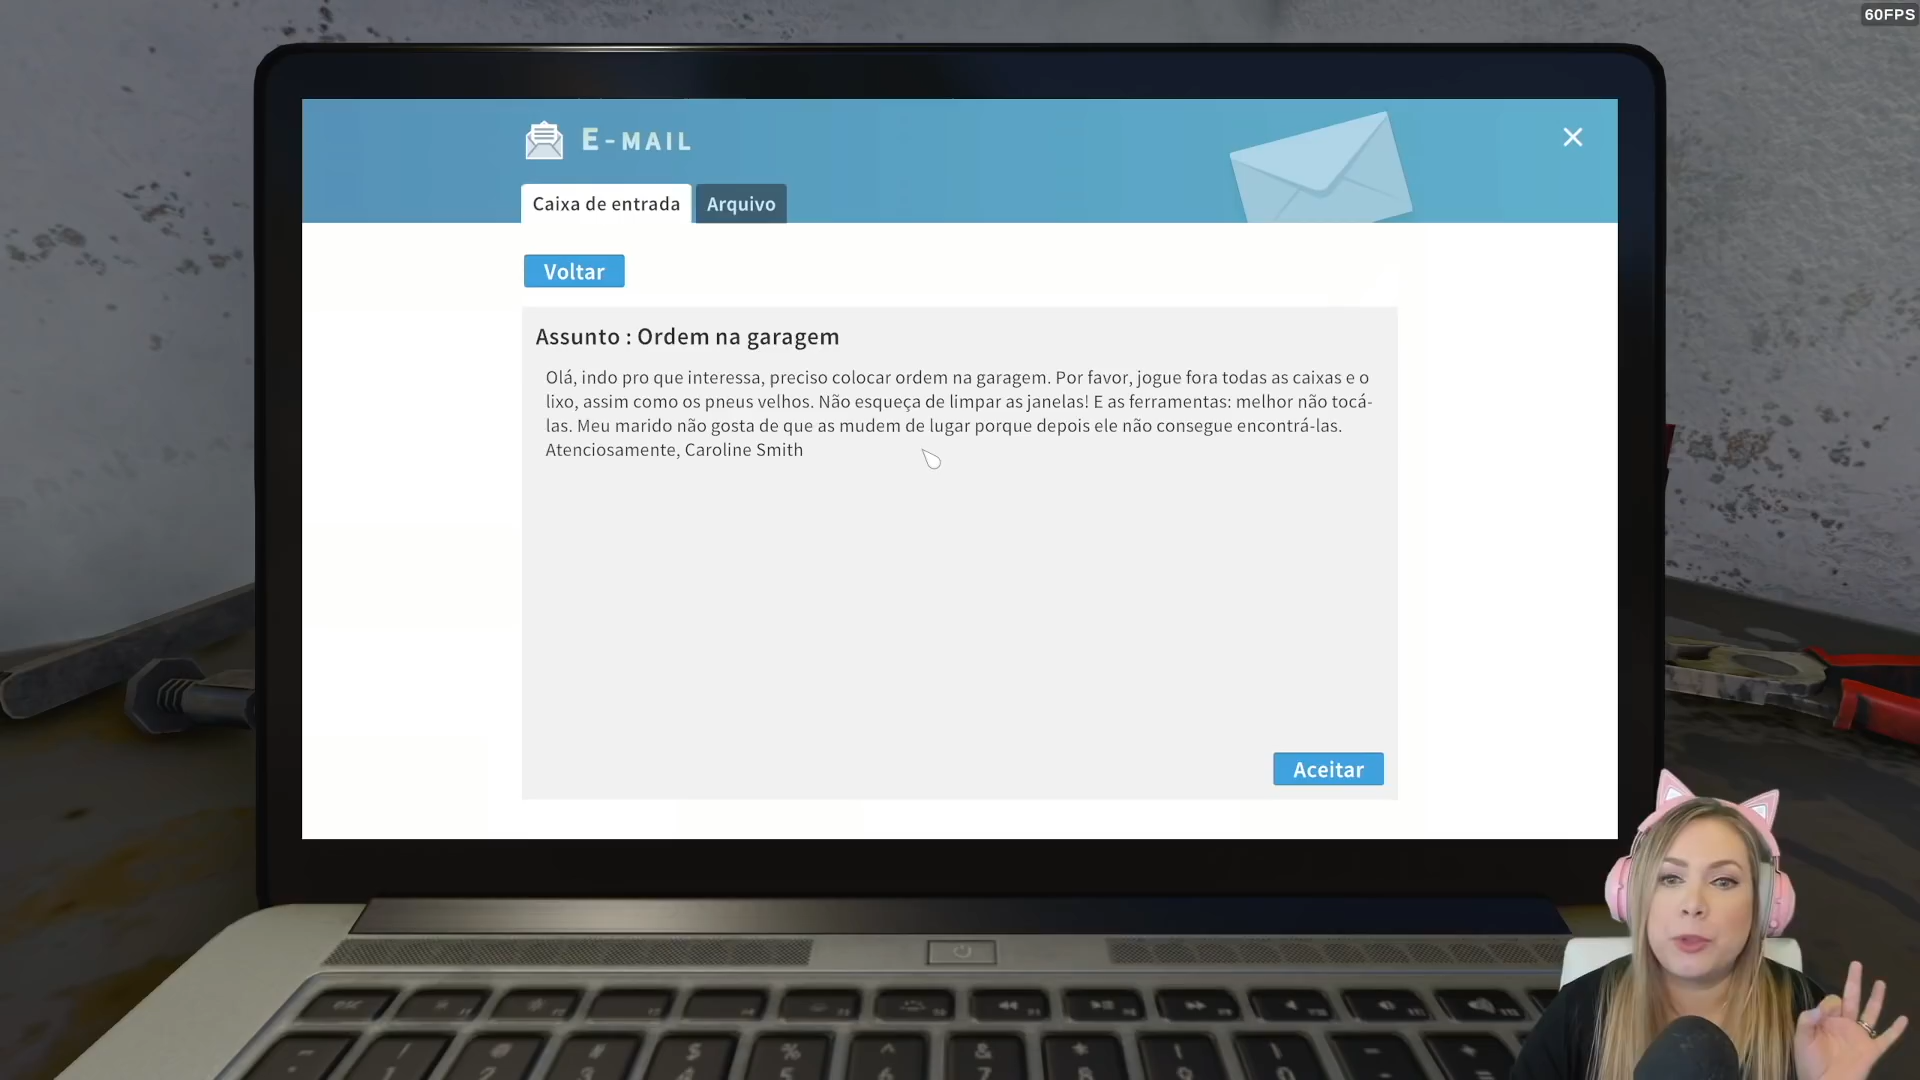 60FPS
E-MAIL
Caixa de entrada
Arquivo
Voltar
Assunto : Ordem na garagem
Olá, indo pro que interessa, preciso colocar ordem na garagem. Por favor, jogue fora todas as caixas e o
lixo, assim como os pneus velhos. Não esqueça de limpar as janelas! E as ferramentas: melhor não tocá-
las. Meu marido não gosta de que as mudem de lugar porque depois ele não consegue encontrá-las.
Atenciosamente, Caroline Smith
Aceitar